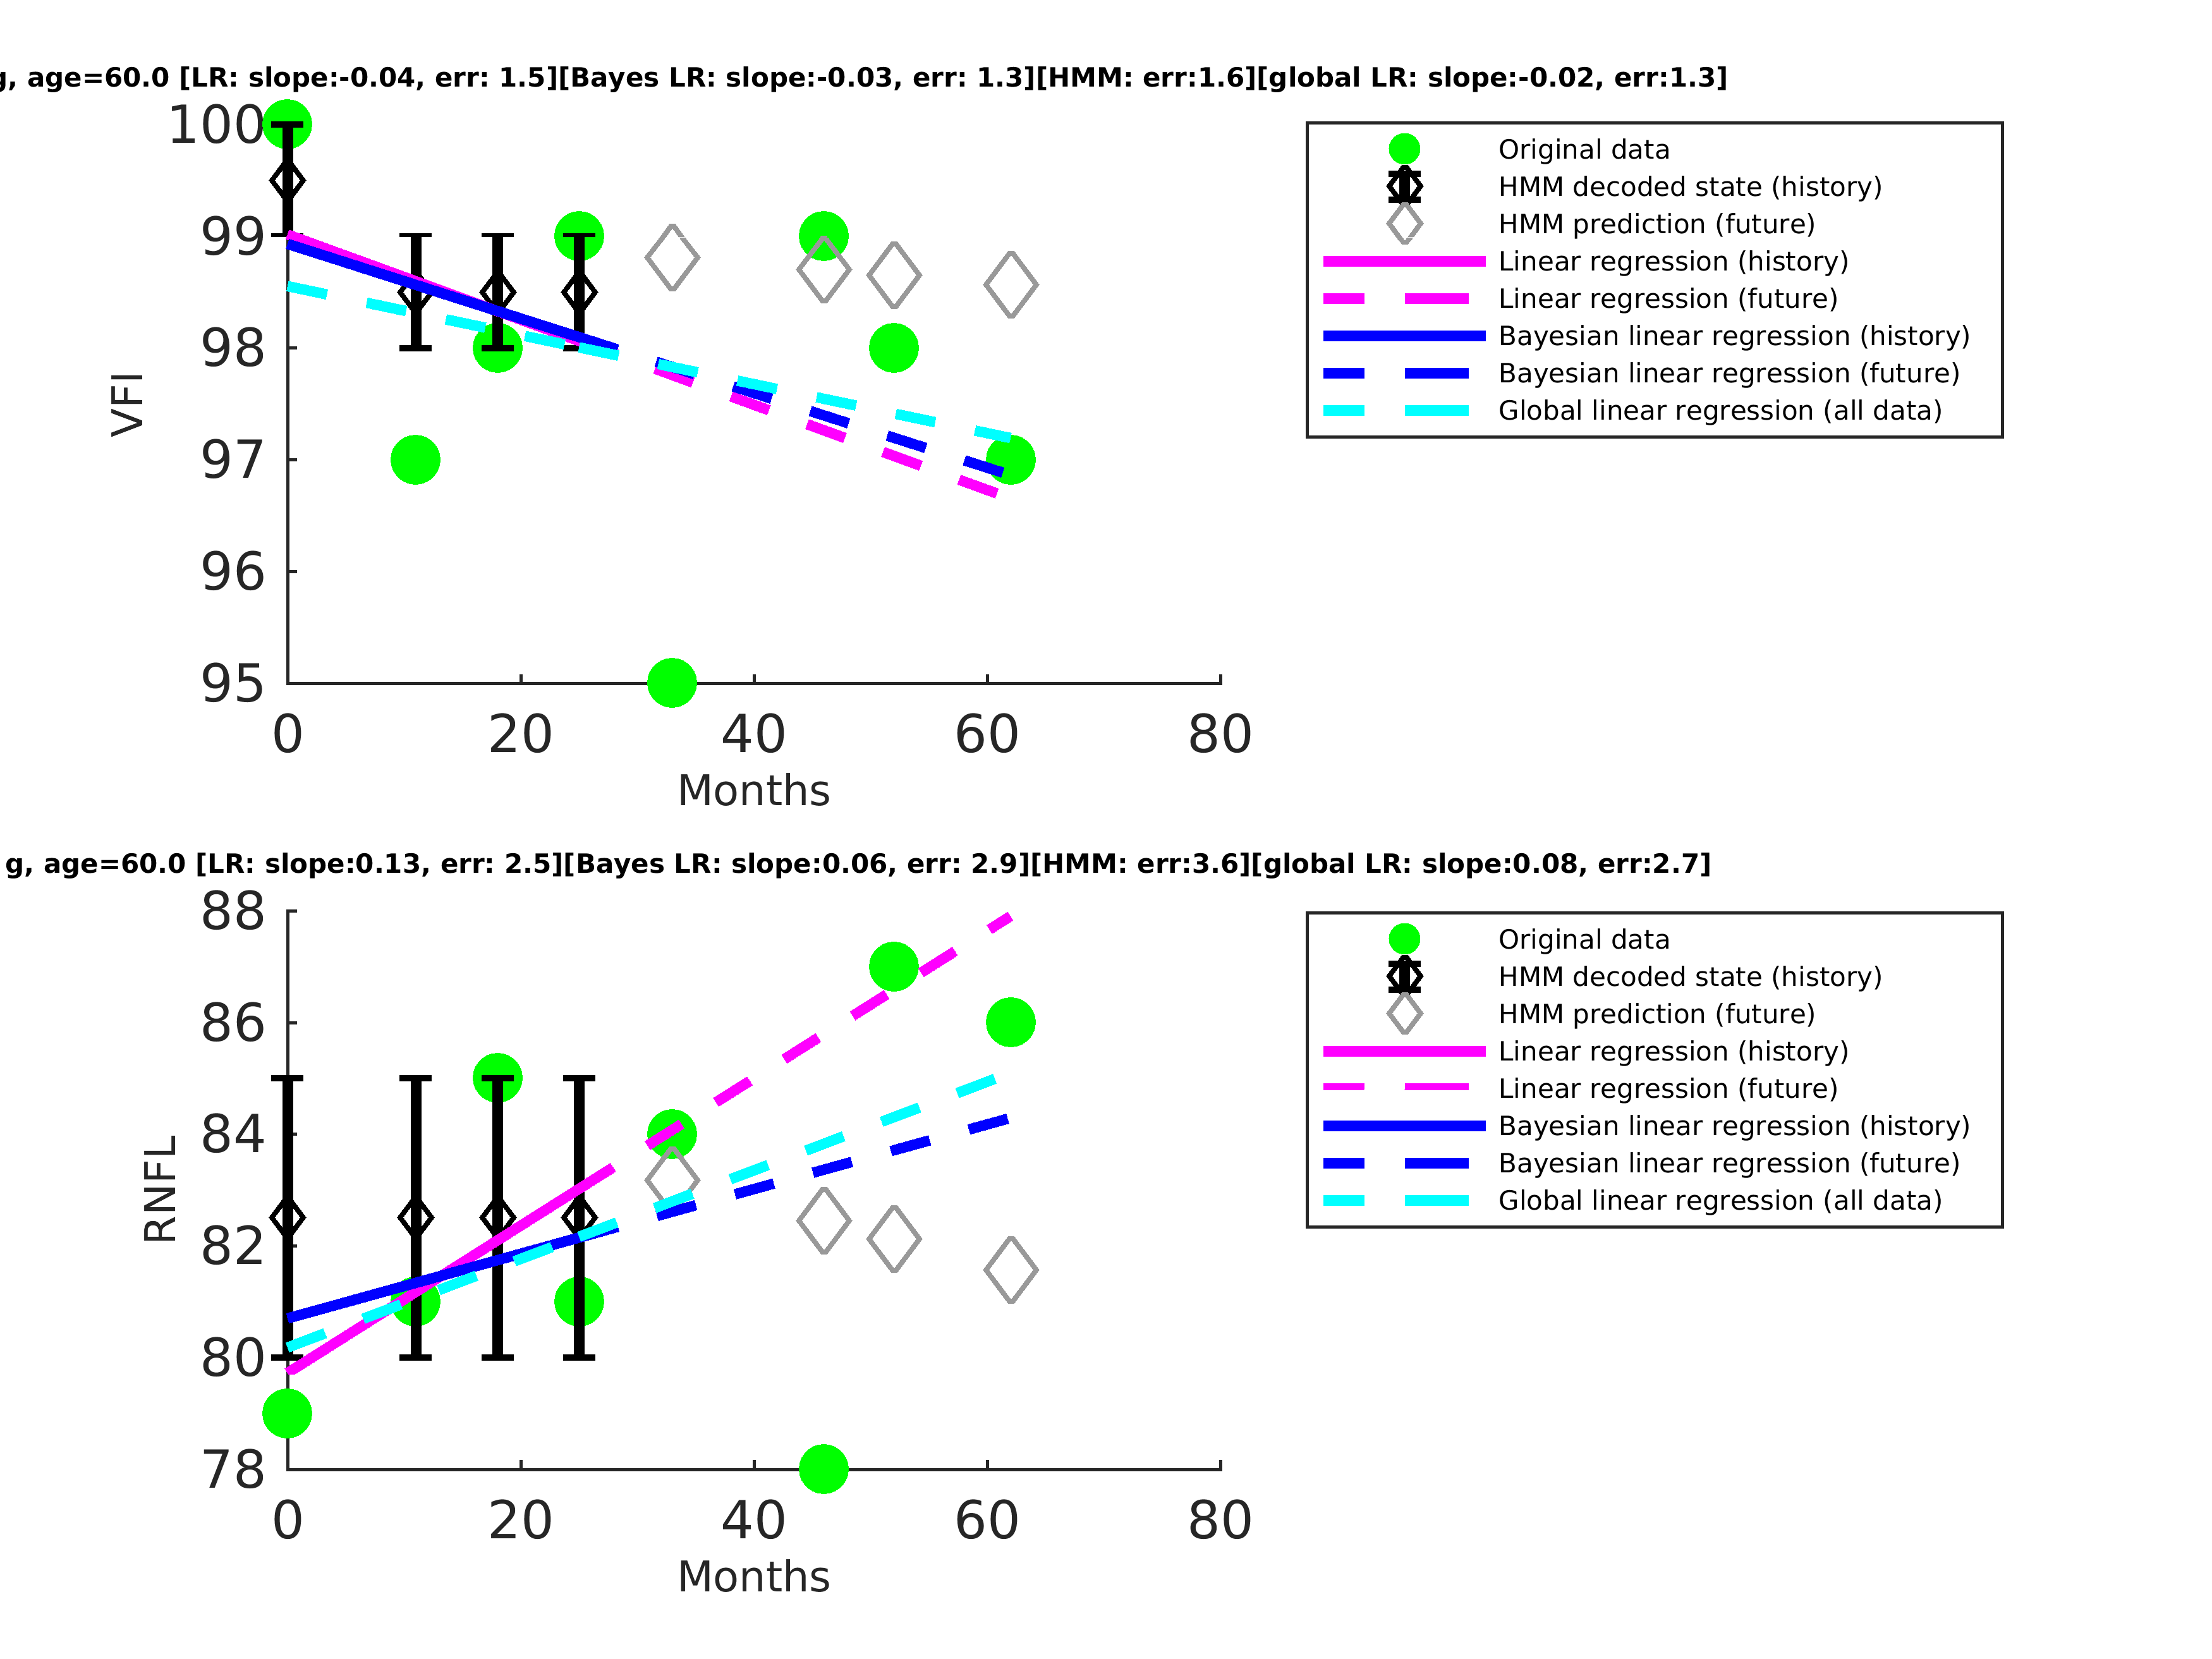 g, age=60.0 [LR: slope:-0.04, err: 1.5][Bayes LR: slope:-0.03, err: 1.3][HMM: err:1.6][global LR: slope:-0.02, err:1.3]
100
99
98
97
96
95
VFI
0 20 40 60 80
Months
Original data
HMM decoded state (history)
HMM prediction (future)
Linear regression (history)
Linear regression (future)
Bayesian linear regression (history)
Bayesian linear regression (future)
Global linear regression (all data)
g, age=60.0 [LR: slope:0.13, err: 2.5][Bayes LR: slope:0.06, err: 2.9][HMM: err:3.6][global LR: slope:0.08, err:2.7]
88
86
84
82
80
78
RNFL
0 20 40 60 80
Months
Original data
HMM decoded state (history)
HMM prediction (future)
Linear regression (history)
Linear regression (future)
Bayesian linear regression (history)
Bayesian linear regression (future)
Global linear regression (all data)